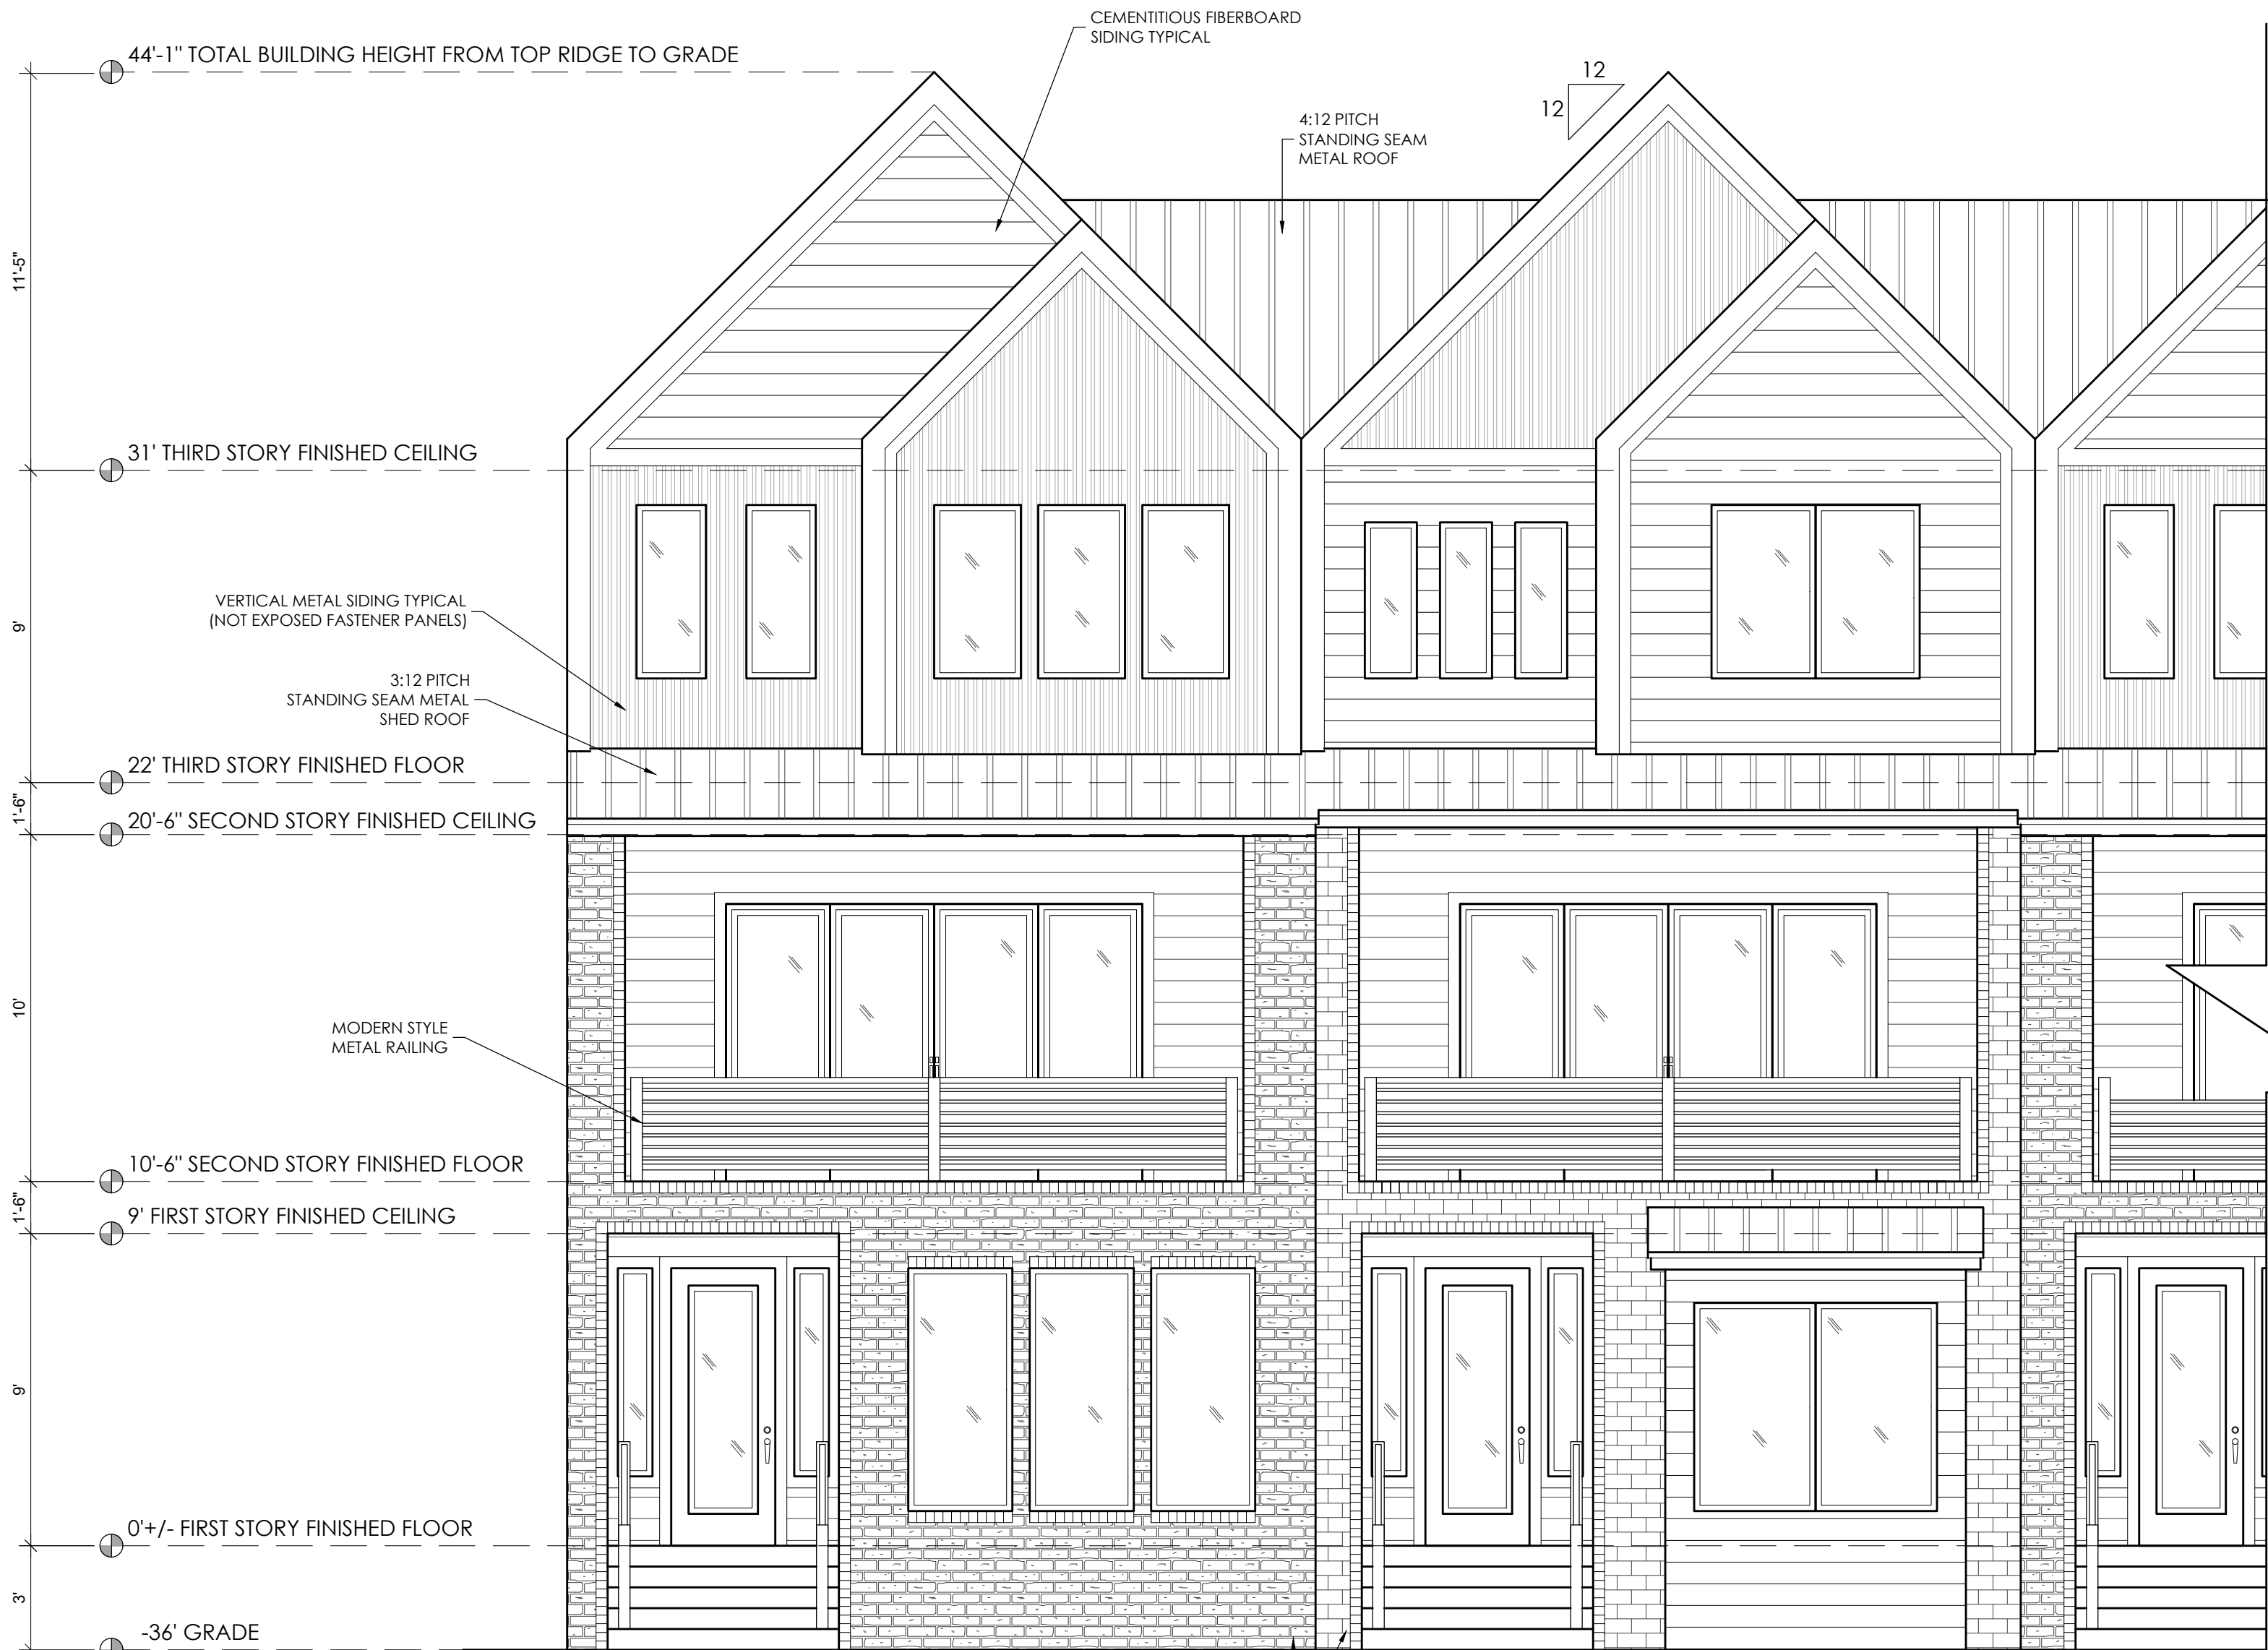 CEMENTITIOUS FIBERBOARD
SIDING TYPICAL
44'-1" TOTAL BUILDING HEIGHT FROM TOP RIDGE TO GRADE
12
12
4:12 PITCH
STANDING SEAM
METAL ROOF
11'-5"
31' THIRD STORY FINISHED CEILING
9'
VERTICAL METAL SIDING TYPICAL
(NOT EXPOSED FASTENER PANELS)
3:12 PITCH
STANDING SEAM METAL
SHED ROOF
22' THIRD STORY FINISHED FLOOR
1'-6"
20'-6" SECOND STORY FINISHED CEILING
10'
MODERN STYLE
METAL RAILING
10'-6" SECOND STORY FINISHED FLOOR
1'-6"
9' FIRST STORY FINISHED CEILING
9'
0'+/- FIRST STORY FINISHED FLOOR
3'
-36' GRADE